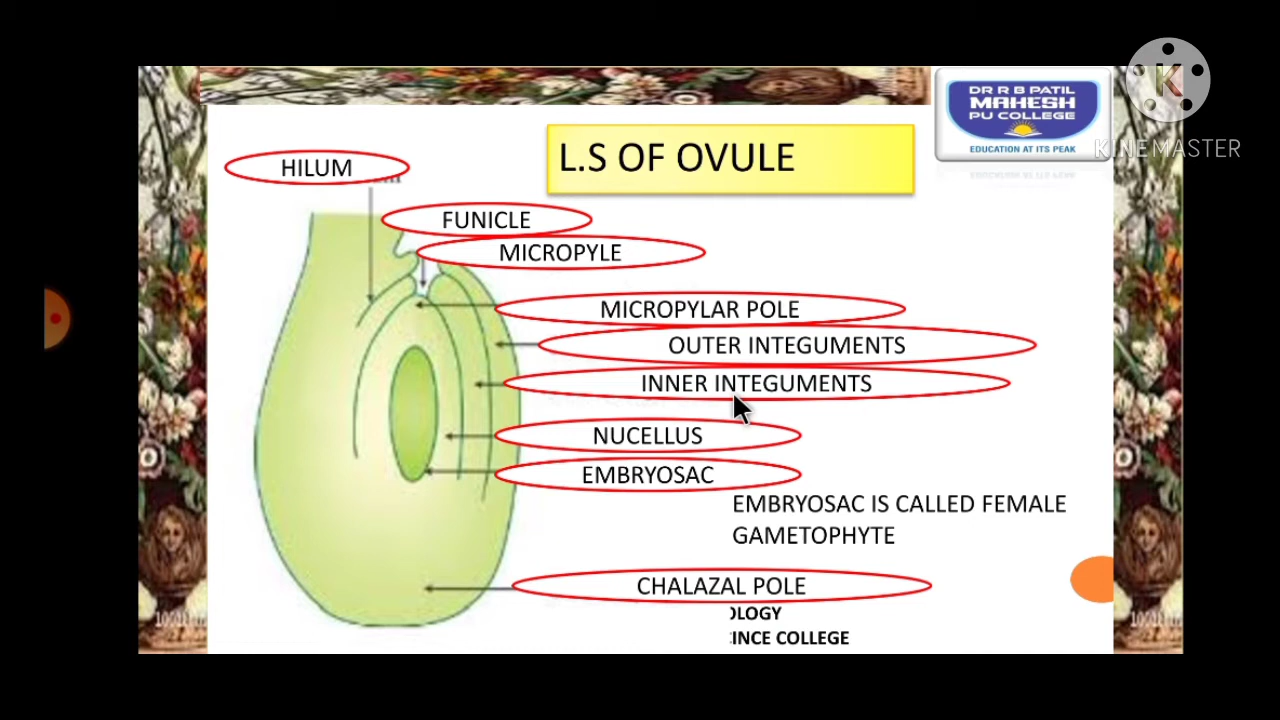 DR R B PATIL
MAHESH
PU COLLEGE
EDUCATION AT ITS PEAK
K
KINEMASTER
L.S OF OVULE
HILUM
FUNICLE
MICROPYLE
MICROPYLAR POLE
OUTER INTEGUMENTS
INNER INTEGUMENTS
NUCELLUS
EMBRYOSAC
EMBRYOSAC IS CALLED FEMALE
GAMETOPHYTE
CHALAZAL POLE
OLOGY
INCE COLLEGE